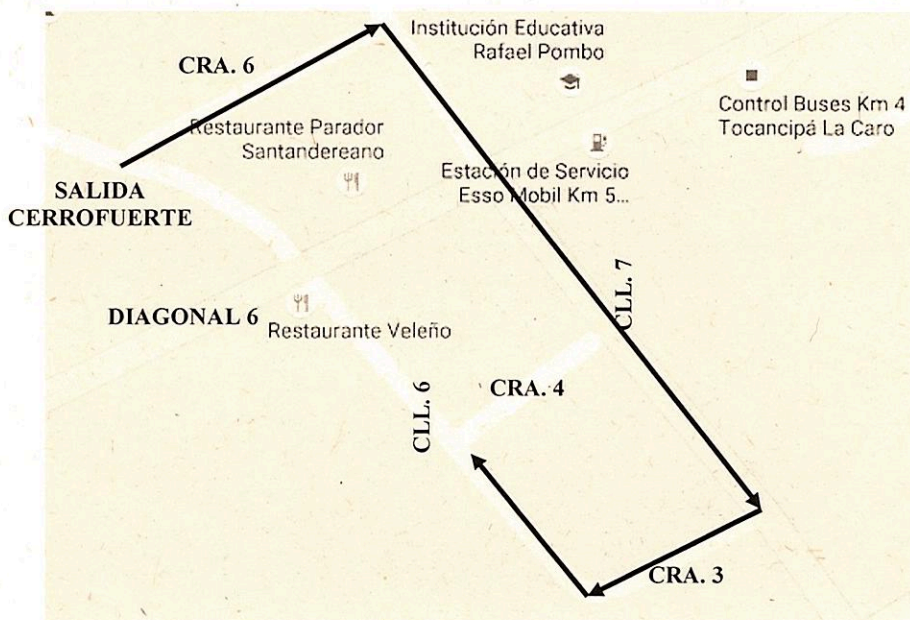 Institución Educativa
Rafael Pombo
CRA. 6
Control Buses Km 4
Tocancipá La Caro
Restaurante Parador
Santandereano
Estación de Servicio
Esso Mobil Km 5...
SALIDA
CERROFUERTE
CLL. 7
DIAGONAL 6
Restaurante Veleño
CLL. 6
CRA. 4
CRA. 3